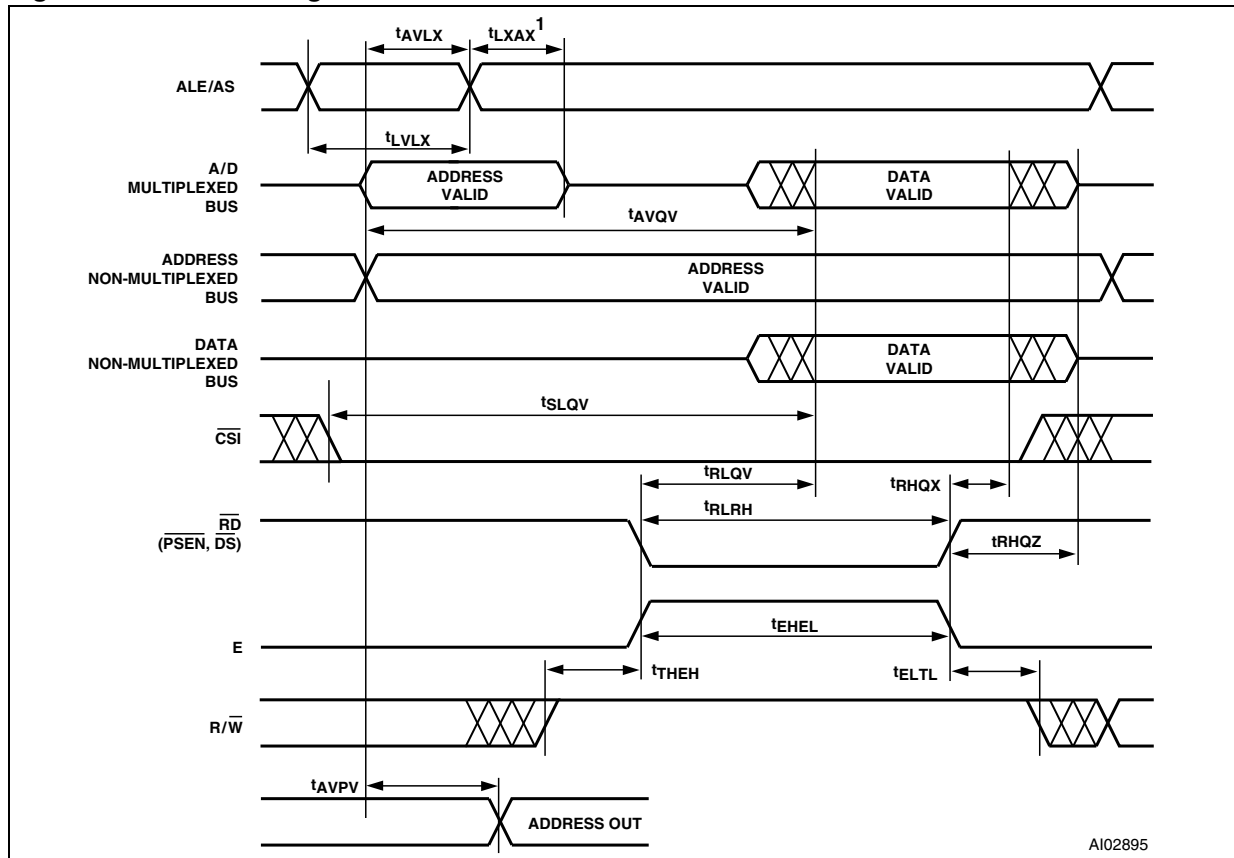 tAVLX
tLXAX1
ALE/AS
tLVLX
A/D
MULTIPLEXED
BUS
ADDRESS
VALID
DATA
VALID
tAVQV
ADDRESS
NON-MULTIPLEXED
BUS
ADDRESS
VALID
DATA
NON-MULTIPLEXED
BUS
DATA
VALID
tSLQV
CSI
tRLQV
tRHQX
tRLRH
RD
(PSEN, DS)
tRHQZ
tEHEL
E
tTHEH
tELTL
R/W
tAVPV
ADDRESS OUT
AI02895